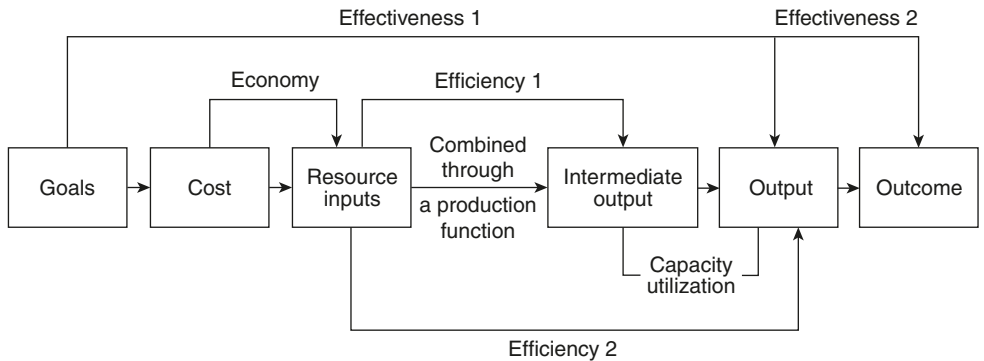 Effectiveness 1
Effectiveness 2
Economy
Efficiency 1
Goals
Cost
Resource
inputs
Combined
through
a production
function
Intermediate
output
Output
Outcome
Capacity
utilization
Efficiency 2